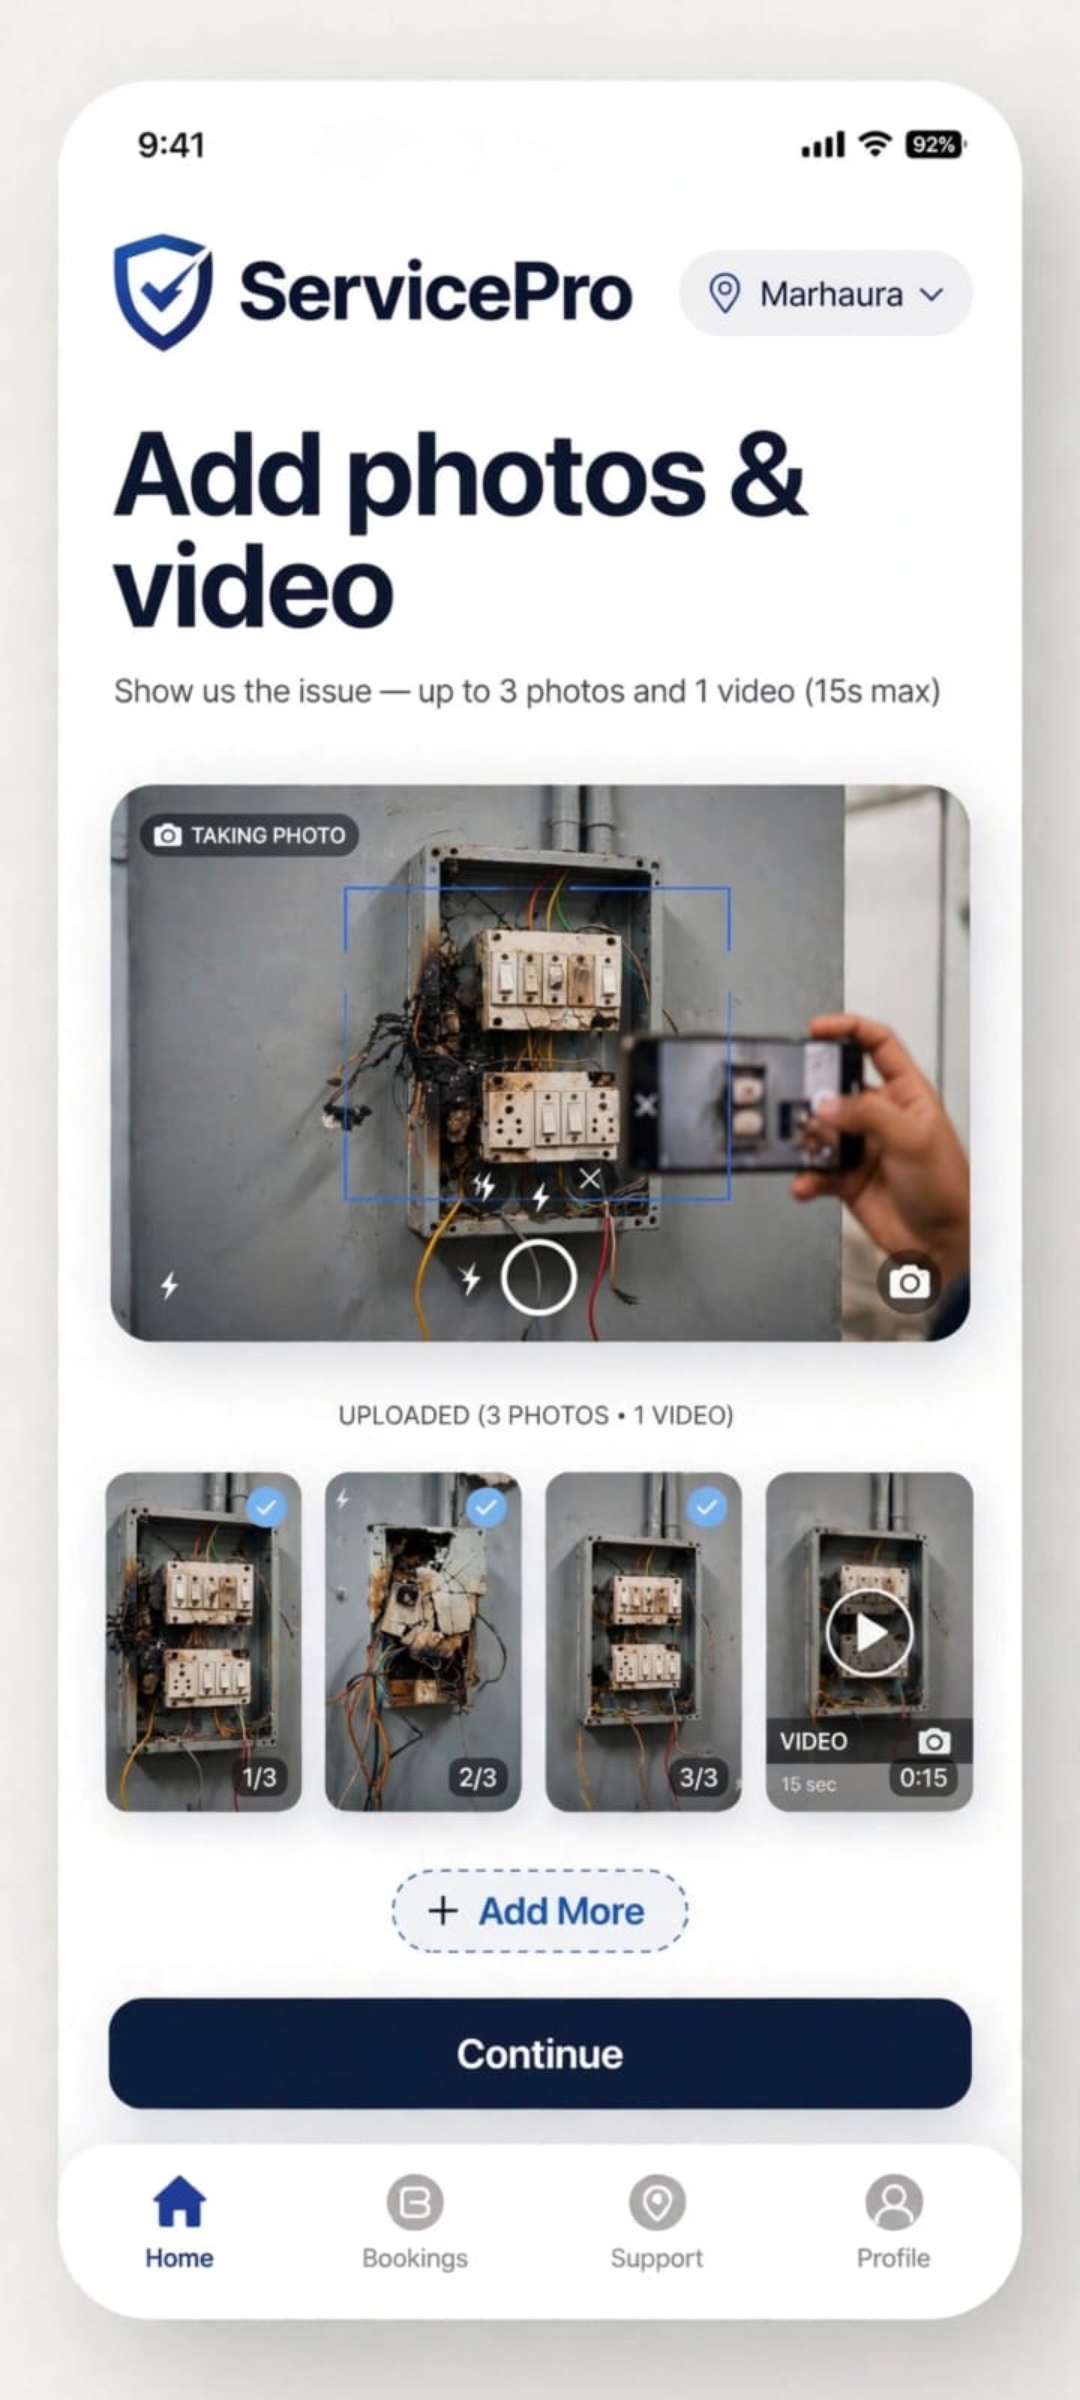 9:41
92%
ServicePro
Marhaura
Add photos &
video
Show us the issue — up to 3 photos and 1 video (15s max)
TAKING PHOTO
UPLOADED (3 PHOTOS • 1 VIDEO)
1/3
2/3
3/3
VIDEO
15 sec
0:15
+ Add More
Continue
Home
Bookings
Support
Profile